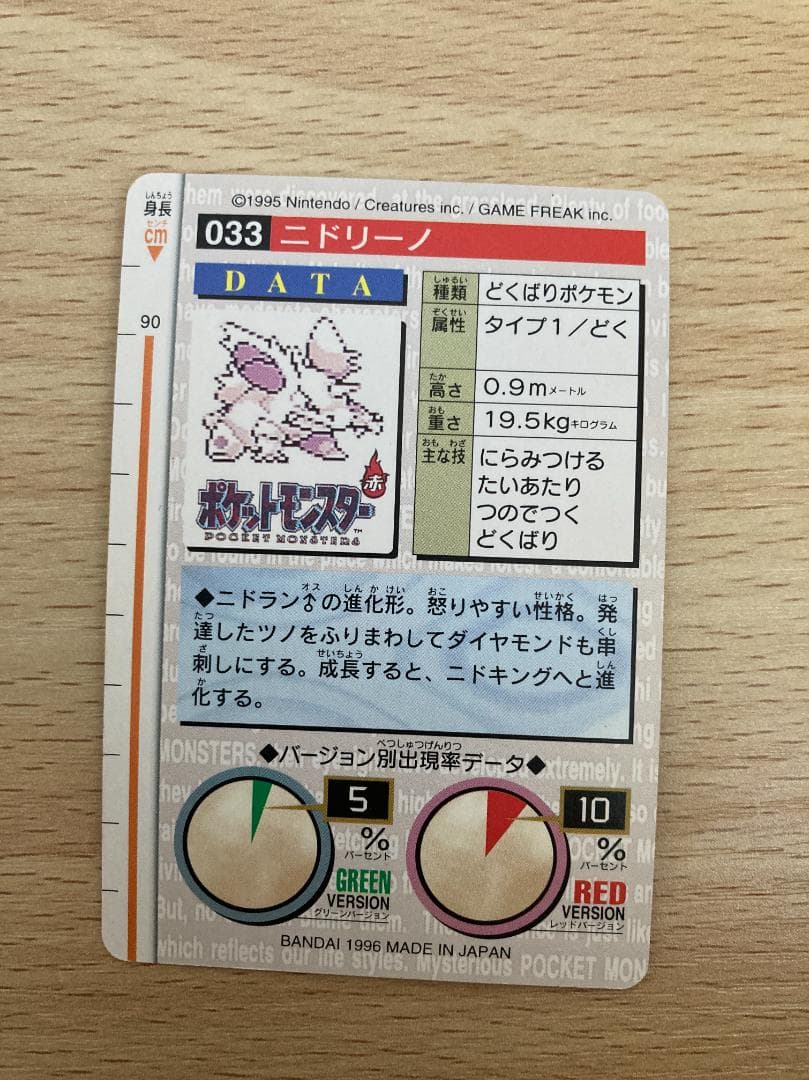 ©1995 Nintendo / Creatures inc. / GAME FREAK inc.
しんちょう
身長
センチ
cm
90
033 ニドリーノ
DATA
赤
ポケットモンスター™
POCKET MONSTERS
しゅるい
種類 どくばりポケモン
ぞくせい
属性 タイプ1／どく
たか
高さ 0.9mメートル
おも
重さ 19.5kgキログラム
おも わざ
主な技 にらみつける
たいあたり
つのでつく
どくばり
オス しんかけい おこ せいかく はっ
◆ニドラン♂の進化形。怒りやすい性格。発
たつ くし
達したツノをふりまわしてダイヤモンドも串
ざ せいちょう しん
刺しにする。成長すると、ニドキングへと進
か
化する。
べつしゅつげんりつ
◆バージョン別出現率データ◆
5
%
パーセント
GREEN
VERSION
グリーンバージョン
10
%
パーセント
RED
VERSION
レッドバージョン
BANDAI 1996 MADE IN JAPAN
which reflects our life styles. Mysterious POCKET MON